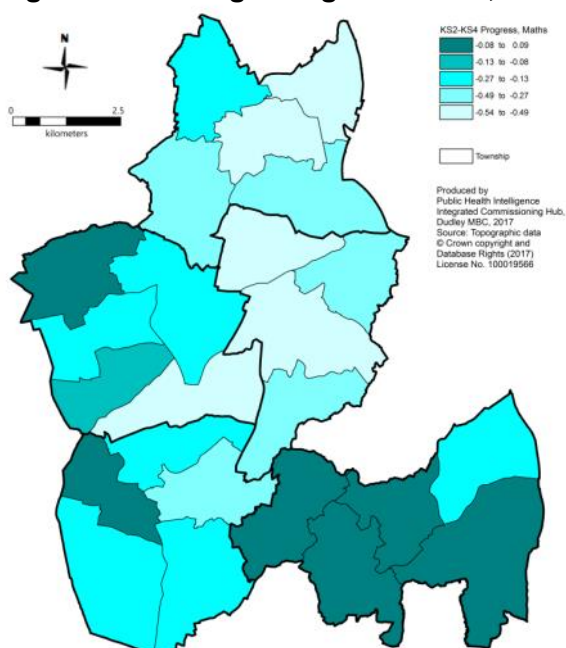 N
0 2.5
kilometers
KS2-KS4 Progress, Maths
-0.08 to 0.09
-0.13 to -0.08
-0.27 to -0.13
-0.49 to -0.27
-0.54 to -0.49
Township
Produced by
Public Health Intelligence
Integrated Commissioning Hub,
Dudley MBC, 2017
Source: Topographic data
© Crown copyright and
Database Rights (2017)
License No. 100019566